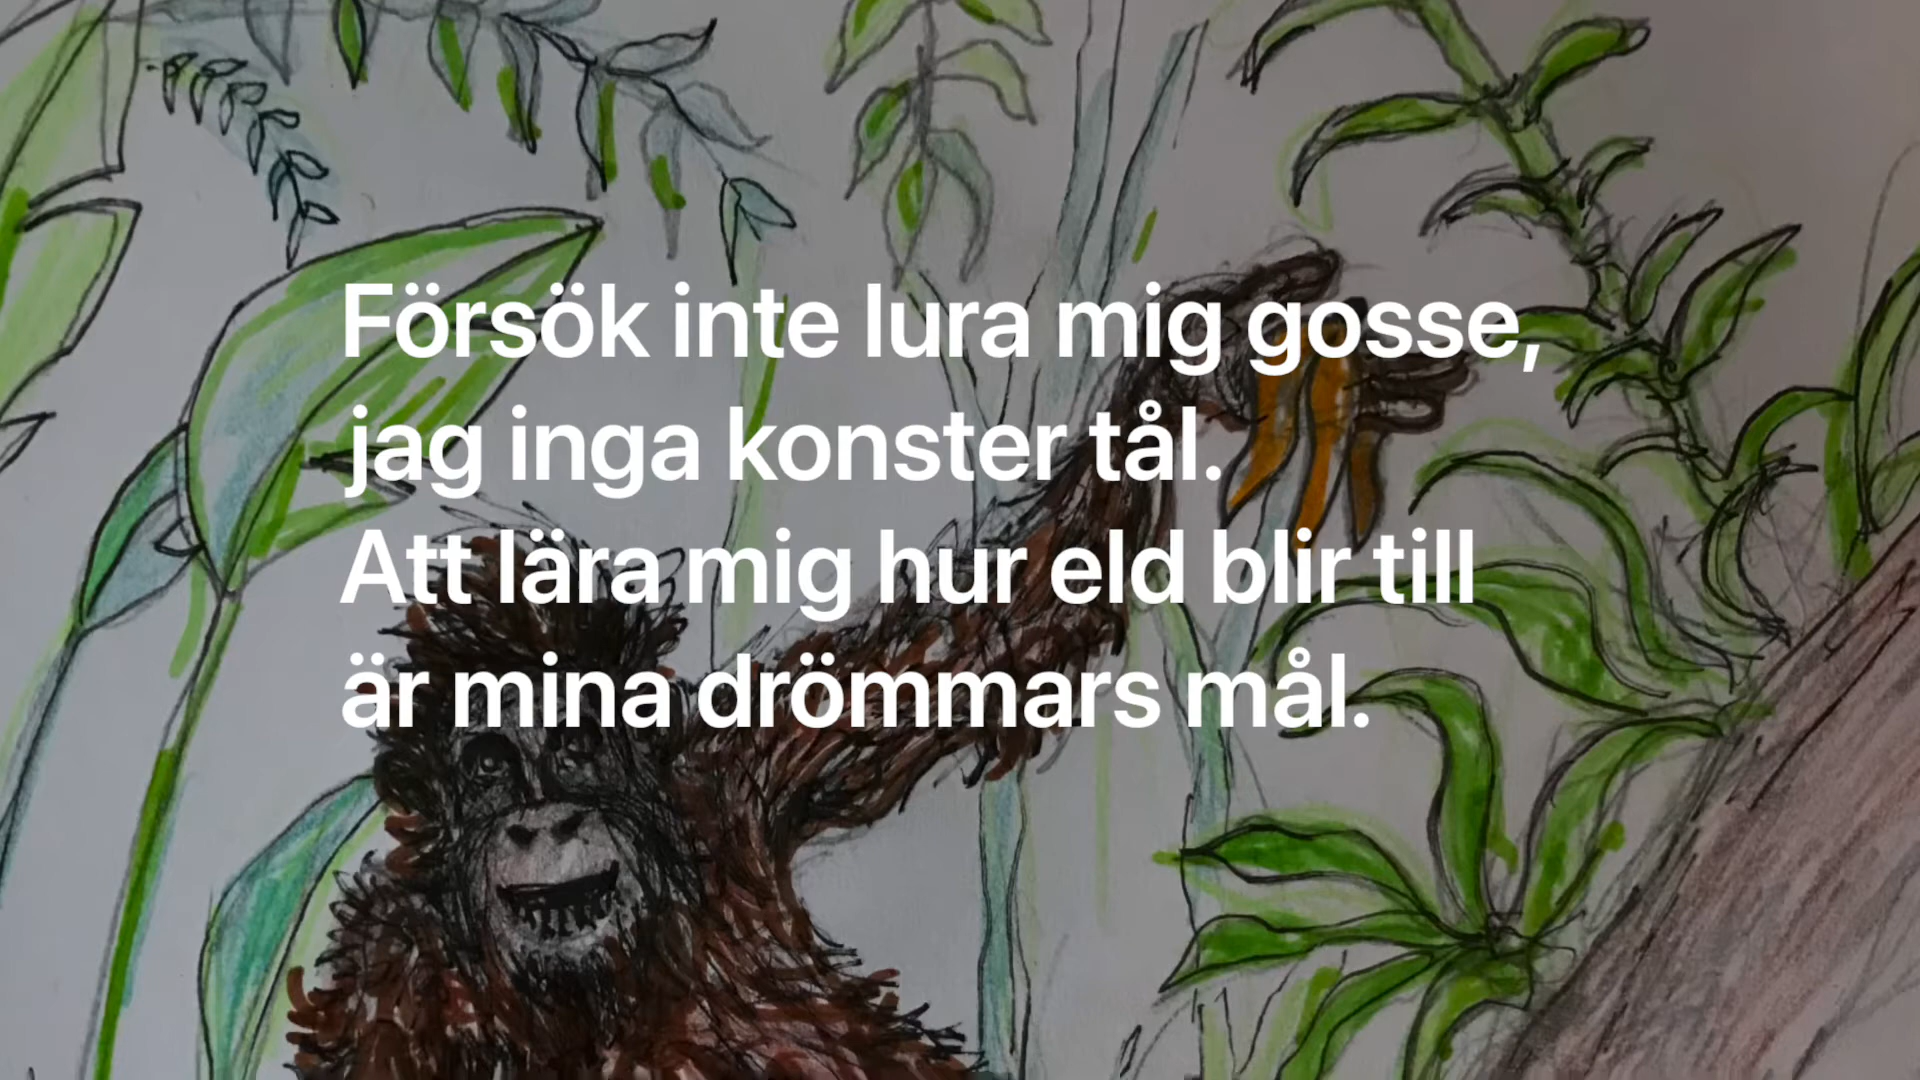 Försök inte lura mig gosse,
jag inga konster tål.
Att lära mig hur eld blir till
är mina drömmars mål.